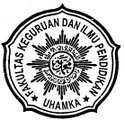 FAKULTAS KEGURUAN DAN ILMU PENDIDIKAN
UHAMKA